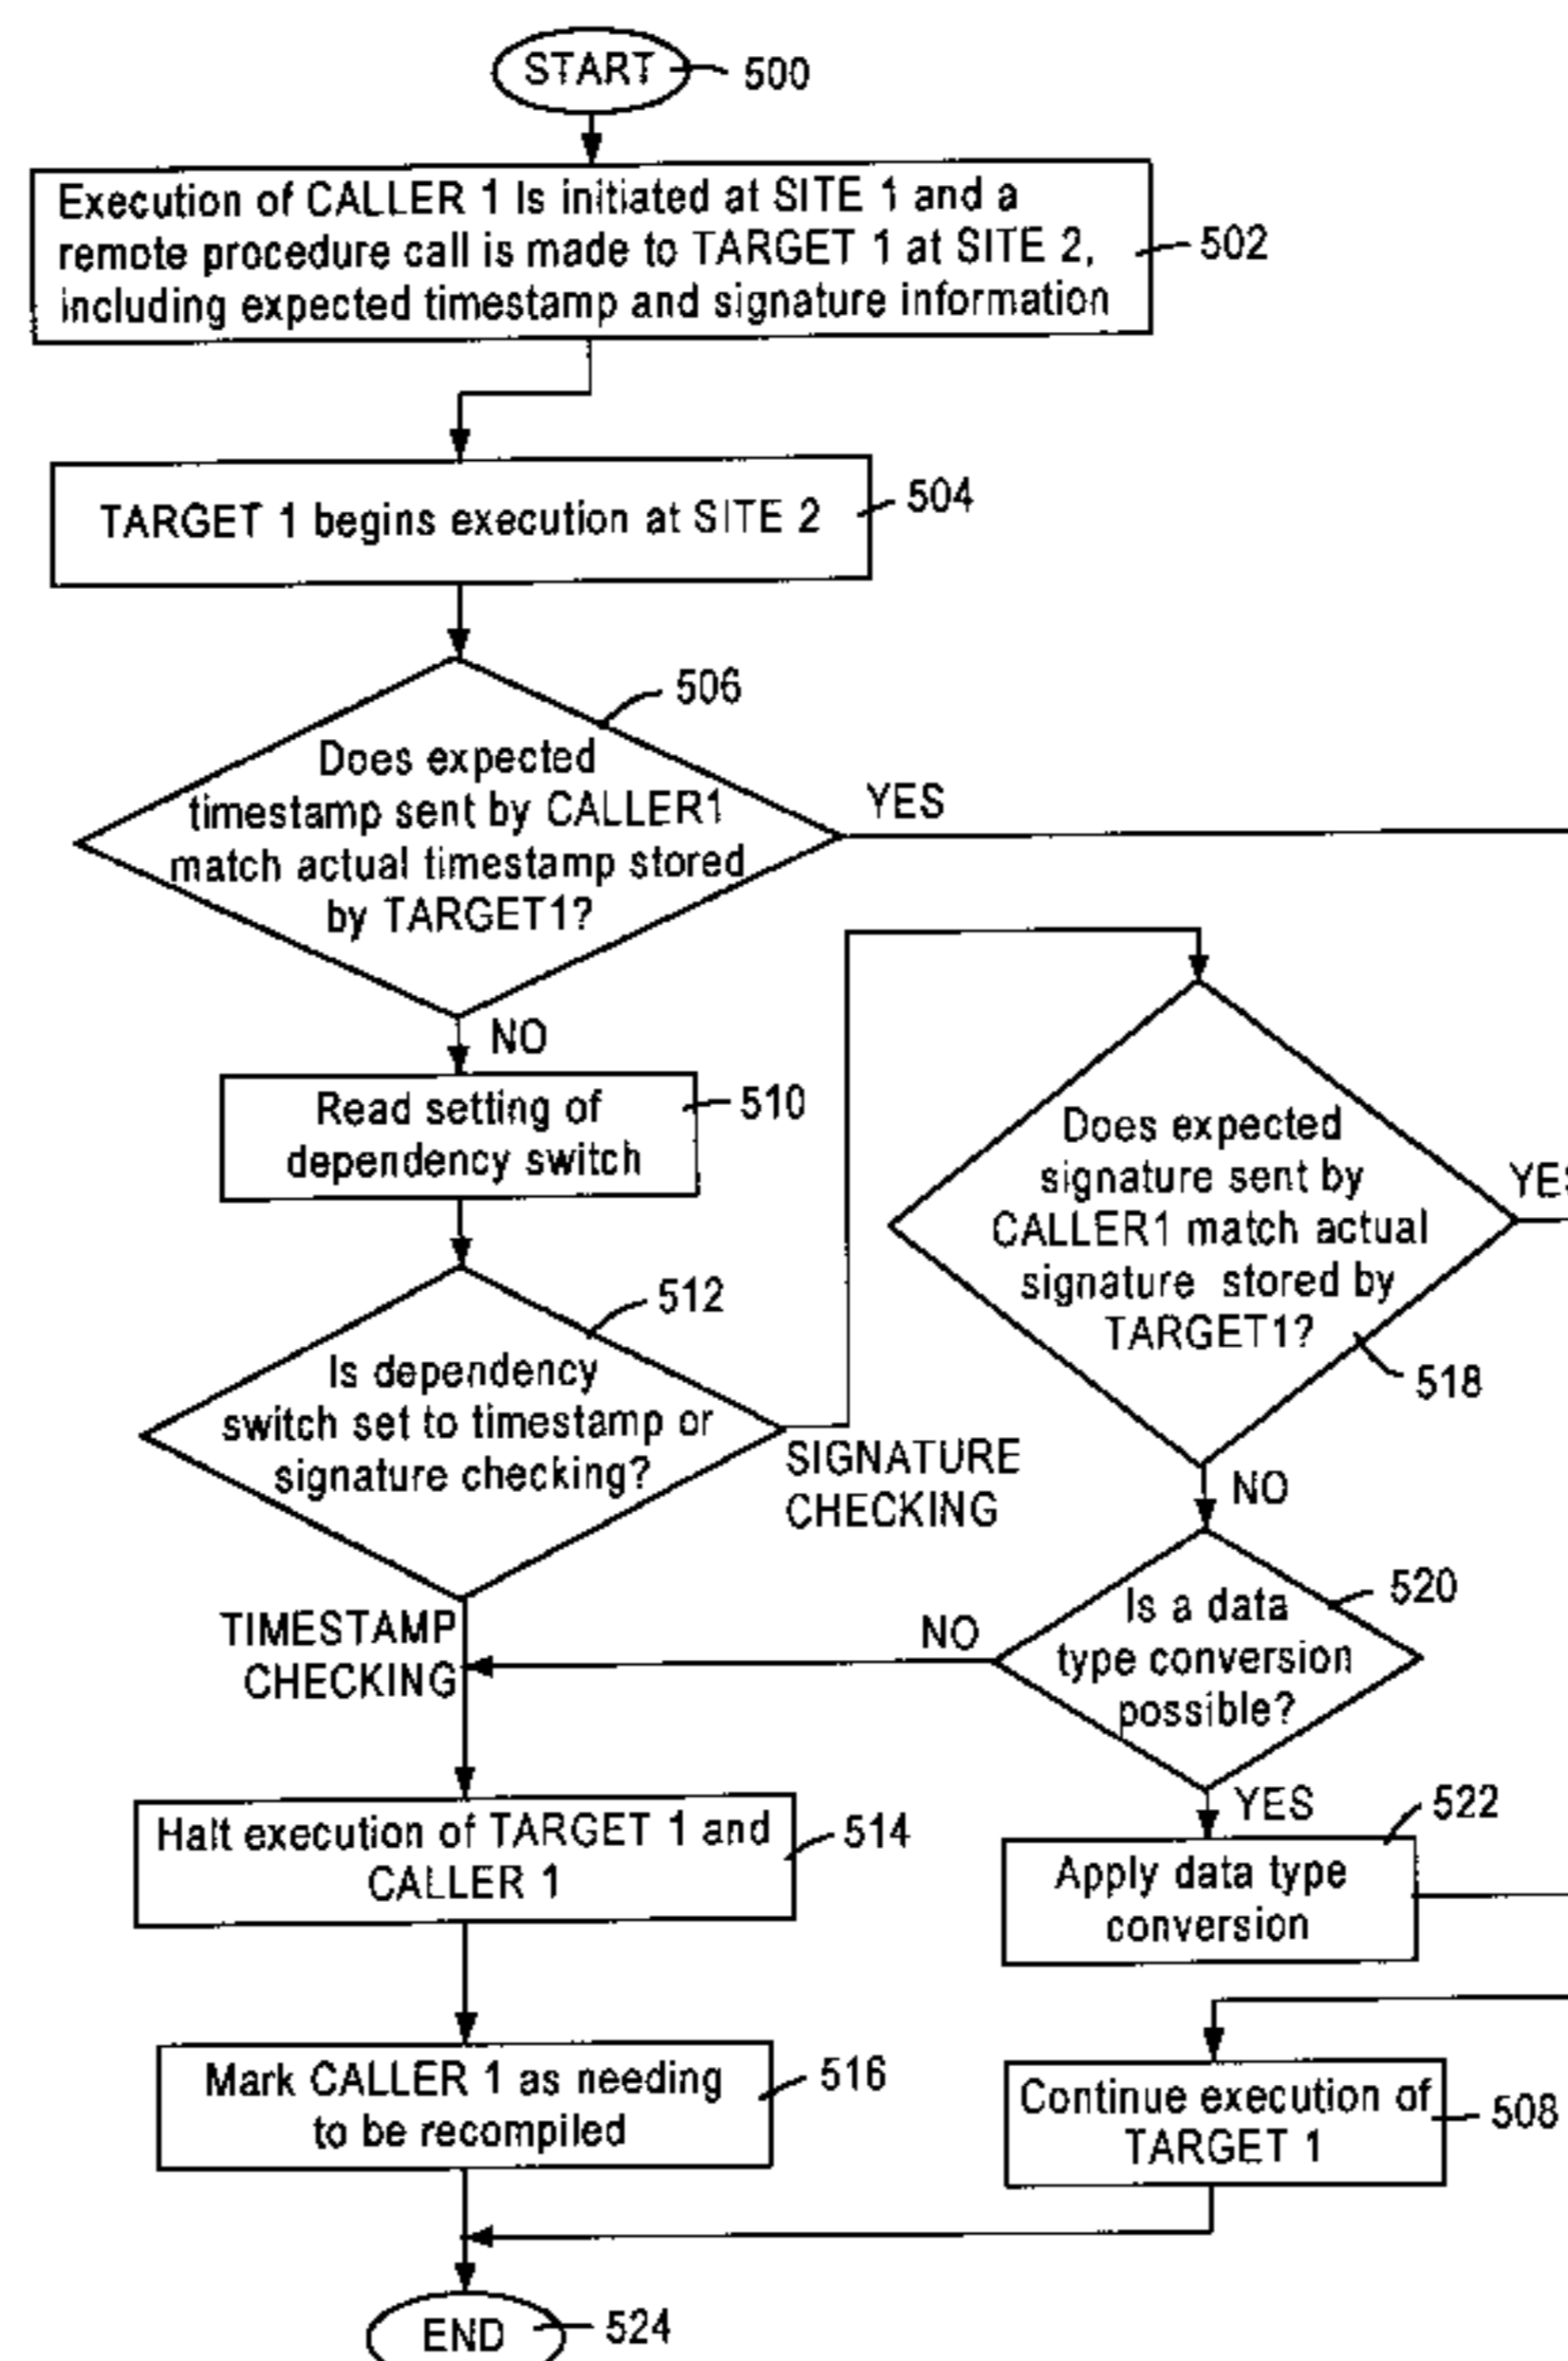 START
500
Execution of CALLER 1 Is initiated at SITE 1 and a
remote procedure call is made to TARGET 1 at SITE 2,
including expected timestamp and signature information
502
TARGET 1 begins execution at SITE 2
504
506
Does expected
timestamp sent by CALLER1
match actual timestamp stored
by TARGET1?
YES
NO
Read setting of
dependency switch
510
Does expected
signature sent by
CALLER1 match actual
signature stored by
TARGET1?
YES
518
512
Is dependency
switch set to timestamp or
signature checking?
SIGNATURE
CHECKING
NO
TIMESTAMP
CHECKING
520
Is a data
type conversion
possible?
NO
YES
Halt execution of TARGET 1 and
CALLER 1
514
522
Apply data type
conversion
Mark CALLER 1 as needing
to be recompiled
516
Continue execution of
TARGET 1
508
END
524